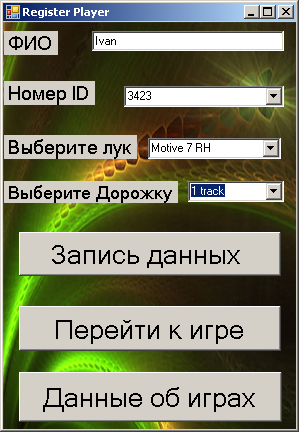 Register Player
ФИО Ivan
Номер ID 3423
Выберите лук Motive 7 RH
Выберите Дорожку 1 track
Запись данных
Перейти к игре
Данные об играх